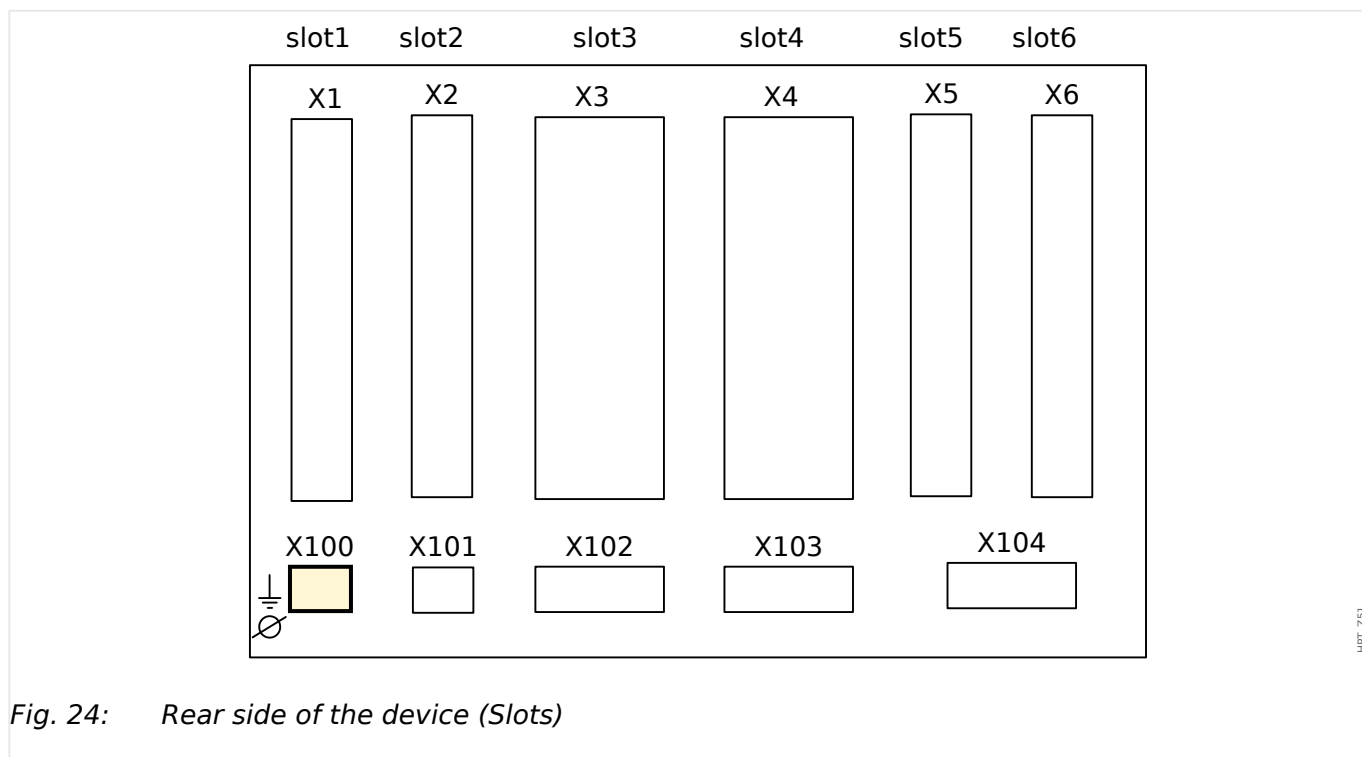 slot1 slot2 slot3 slot4 slot5 slot6
X1 X2 X3 X4 X5 X6
X100 X101 X102 X103 X104
Fig. 24: Rear side of the device (Slots)